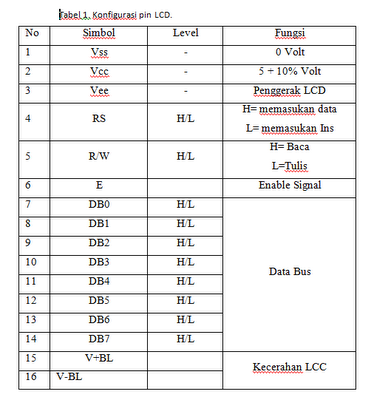 Tabel 1. Konfigurasi pin LCD.
No Simbol Level Fungsi
1 Vss - 0 Volt
2 Vcc - 5 + 10% Volt
3 Vee - Penggerak LCD
4 RS H/L H= memasukan data
L= memasukan Ins
5 R/W H/L H= Baca
L=Tulis
6 E Enable Signal
7 DB0 H/L
8 DB1 H/L
9 DB2 H/L
10 DB3 H/L
Data Bus
11 DB4 H/L
12 DB5 H/L
13 DB6 H/L
14 DB7 H/L
15 V+BL
Kecerahan LCC
16 V-BL